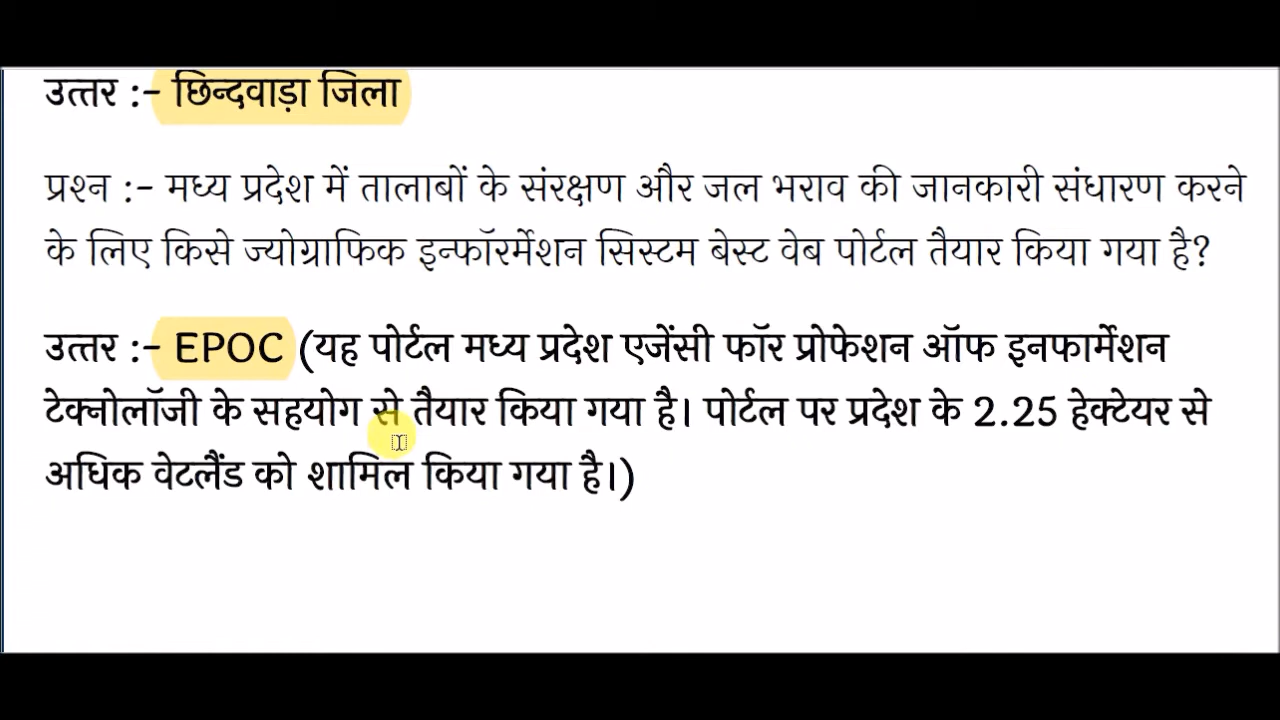 उत्तर :- छिन्दवाड़ा जिला
प्रश्न :- मध्य प्रदेश में तालाबों के संरक्षण और जल भराव की जानकारी संधारण करने
के लिए किसे ज्योग्राफिक इन्फॉरर्मेशन सिस्टम बेस्ट वेब पोर्टल तैयार किया गया है?
उत्तर :- EPOC (यह पोर्टल मध्य प्रदेश एजेंसी फॉर प्रोफेशन ऑफ इनफार्मेशन
टेक्नोलॉजी के सहयोग से तैयार किया गया है। पोर्टल पर प्रदेश के 2.25 हेक्टेयर से
अधिक वेटलैंड को शामिल किया गया है।)